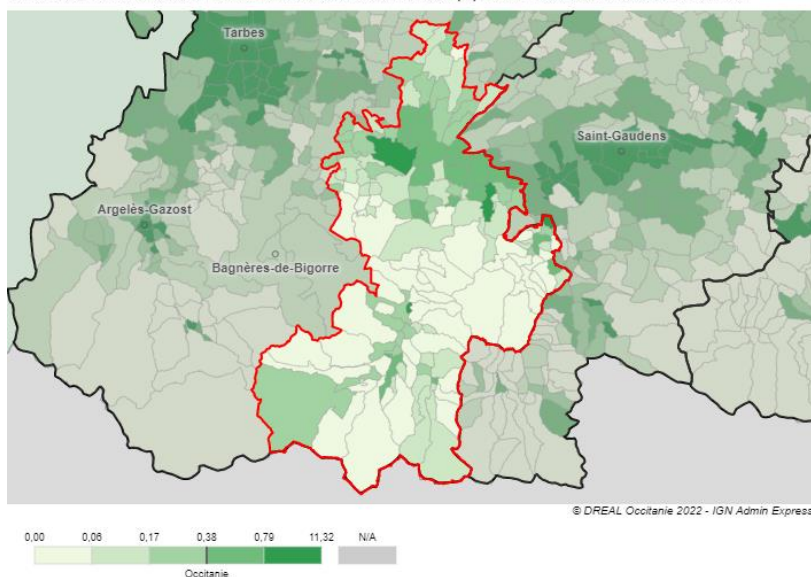 Tarbes
Saint-Gaudens
Argelès-Gazost
Bagnères-de-Bigorre
© DREAL Occitanie 2022 - IGN Admin Express
0,00 0,06 0,17 0,38 0,79 11,32 N/A
Occitanie